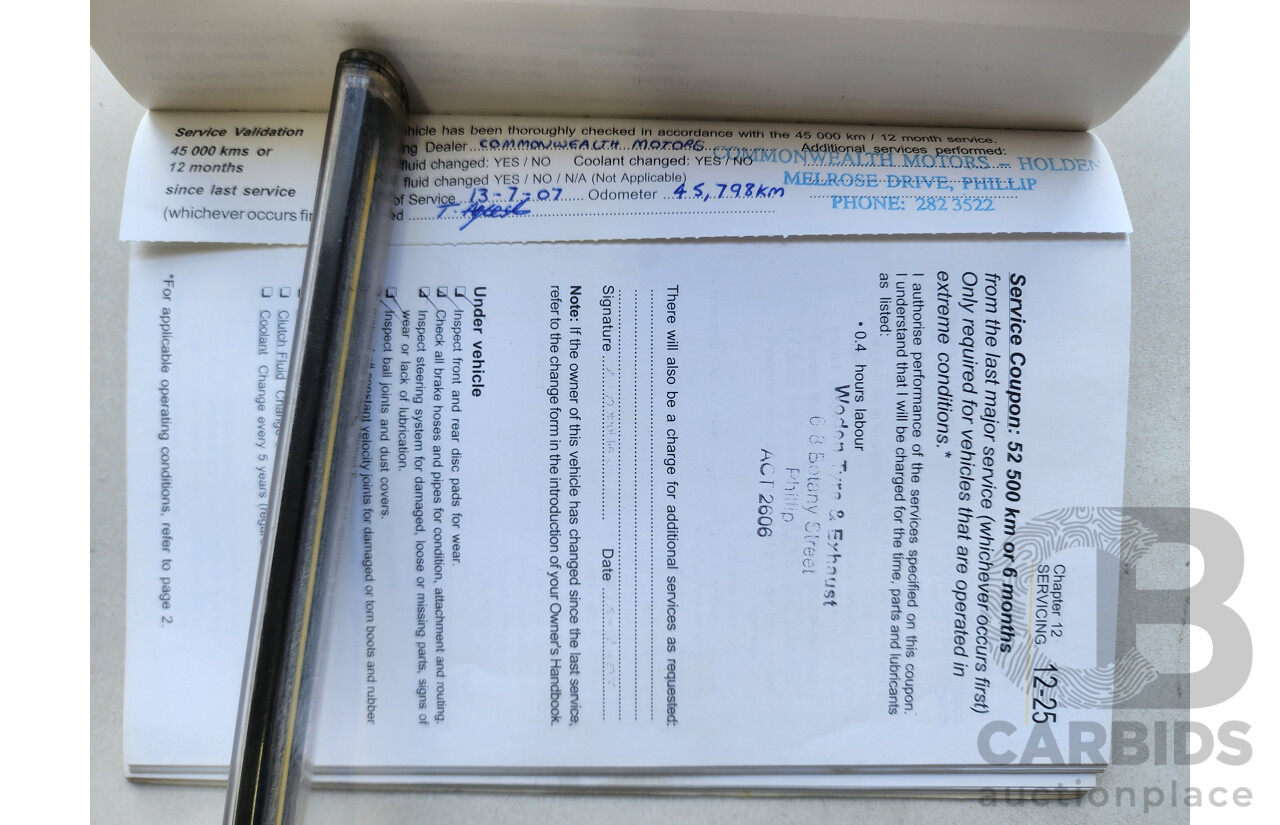 Service Validation
45 000 kms or
12 months
since last service
(whichever occurs
hicle has been thoroughly checked in accordance with the 45 000 km / 12 month service.
ng Dealer COMMONWEALTH MOTORS Additional services performed:
fluid changed: YES / NO Coolant changed: YES / NO
fluid changed YES / NO / N/A (Not Applicable)
of Service 13-7-07 Odometer 45,798km
COMMONWEALTH MOTORS - HOLDEN
MELROSE DRIVE, PHILLIP
PHONE: 282 3522
Chapter 12
SERVICING 12-25
Service Coupon: 52 500 km or 6 months
from the last major service (whichever occurs first)
Only required for vehicles that are operated in
extreme conditions. *
I authorise performance of the services specified on this coupon.
I understand that I will be charged for the time, parts and lubricants
as listed:
• 0.4 hours labour
Woden Tyre & Exhaust
6-8 Botany Street
Phillip
ACT 2606
There will also be a charge for additional services as requested:
Signature Date
Note: If the owner of this vehicle has changed since the last service,
refer to the change form in the introduction of your Owner's Handbook.
Under vehicle
Inspect front and rear disc pads for wear.
Check all brake hoses and pipes for condition, attachment and routing.
Inspect steering system for damaged, loose or missing parts, signs of
wear or lack of lubrication.
Inspect ball joints and dust covers.
constant velocity joints for damaged or torn boots and rubber
Clutch Fluid Change
Coolant Change every 5 years
*For applicable operating conditions, refer to page 2.
CARBIDS
auctionplace